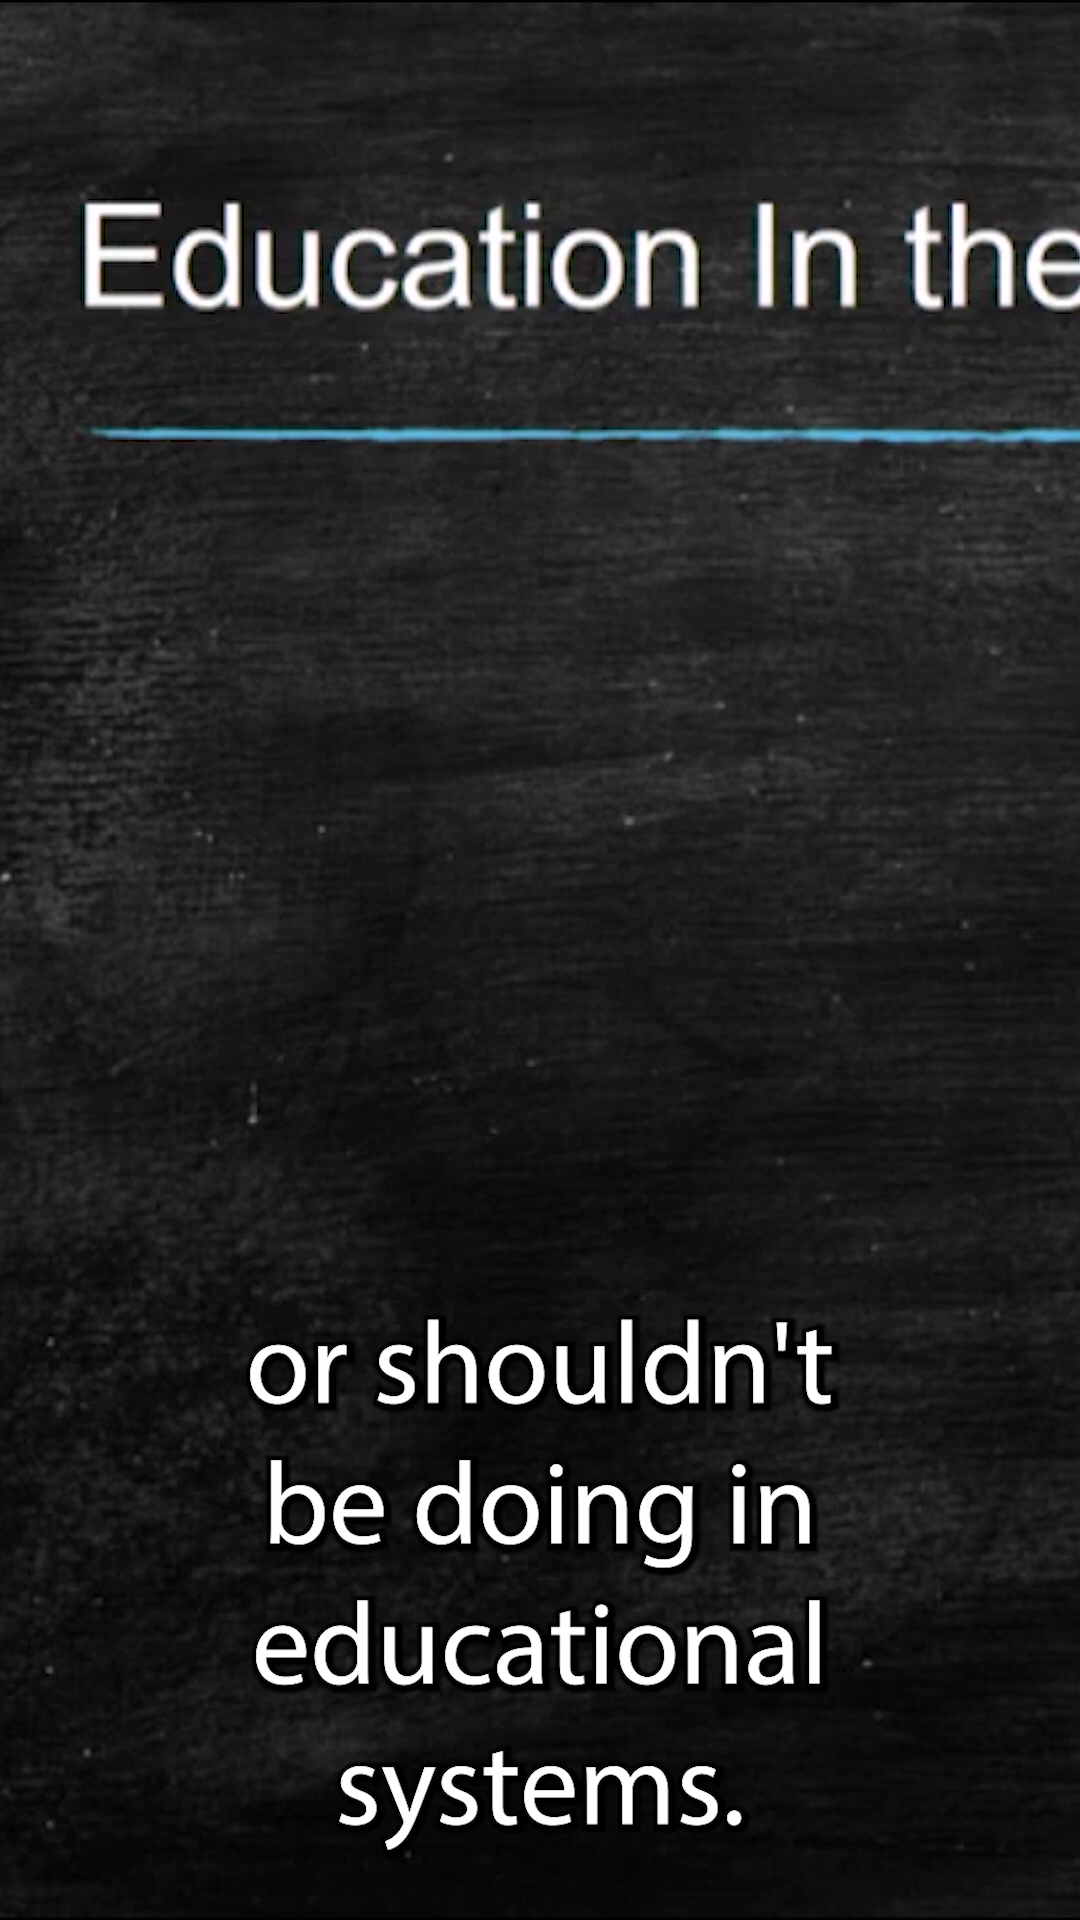 Education In the
or shouldn't
be doing in
educational
systems.